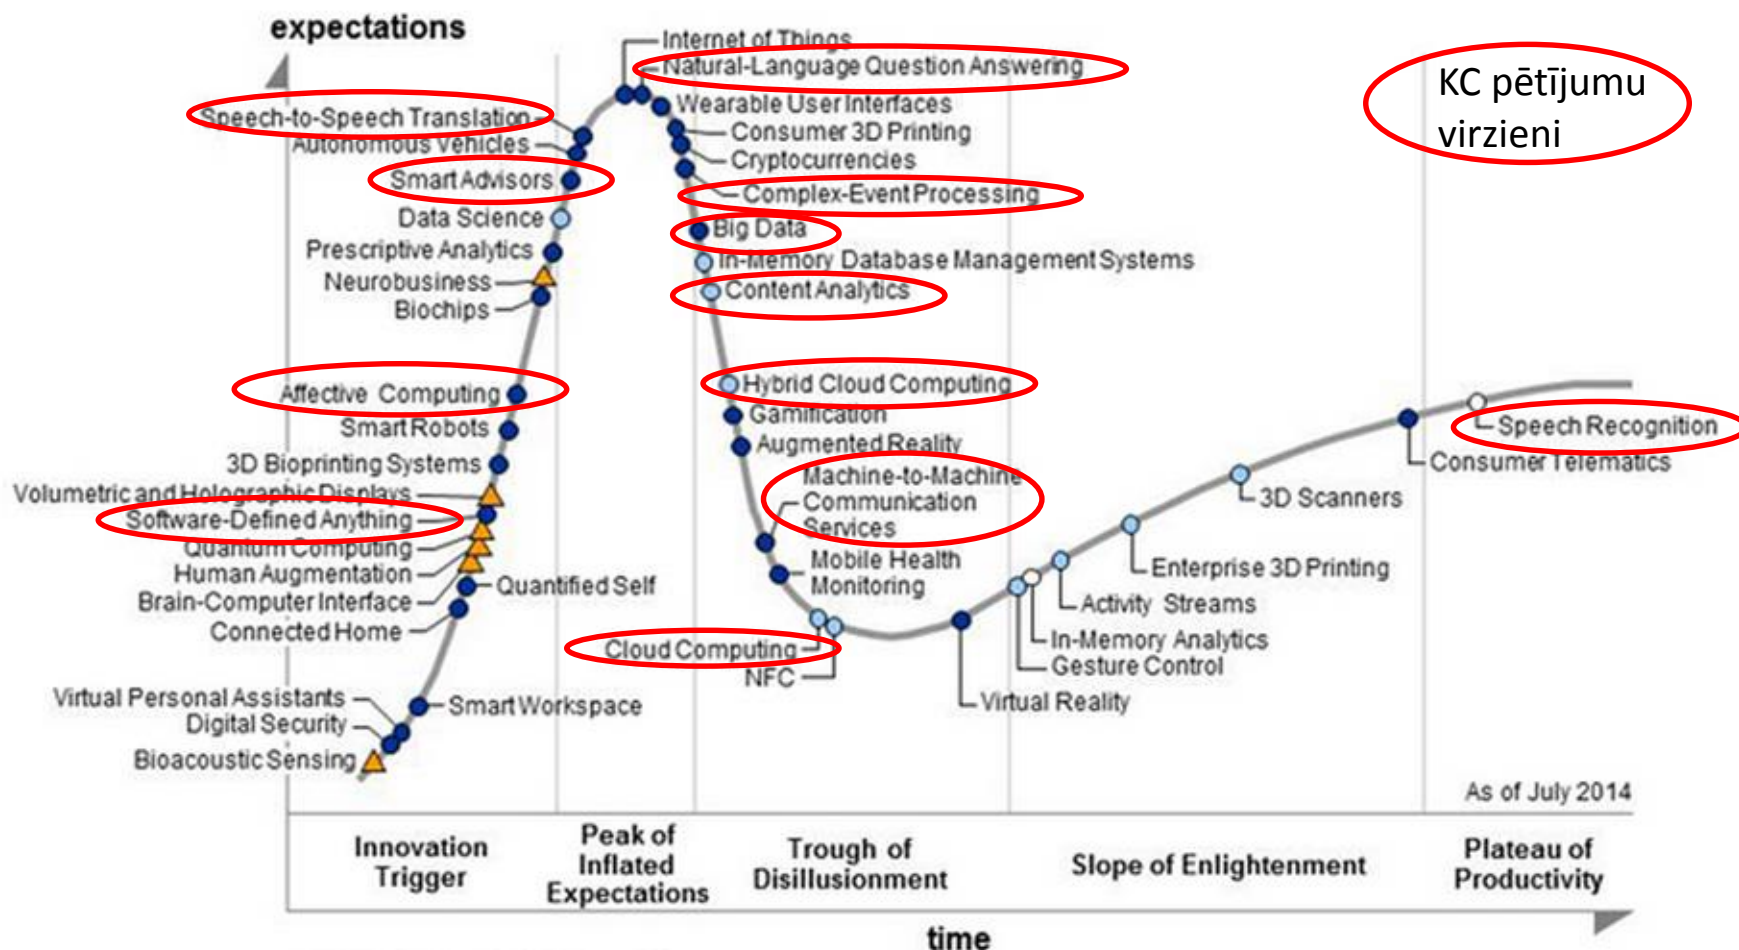 expectations
Internet of Things
Natural-Language Question Answering
KC pētījumu
virzieni
Speech-to-Speech Translation
Wearable User Interfaces
Autonomous Vehicles
Consumer 3D Printing
Cryptocurrencies
Smart Advisors
Complex-Event Processing
Data Science
Big Data
Prescriptive Analytics
In-Memory Database Management Systems
Neurobusiness
Content Analytics
Biochips
Affective Computing
Hybrid Cloud Computing
Gamification
Smart Robots
Augmented Reality
Speech Recognition
3D Bioprinting Systems
Consumer Telematics
Volumetric and Holographic Displays
Machine-to-Machine
Communication
Services
3D Scanners
Software-Defined Anything
Quantum Computing
Human Augmentation
Mobile Health
Monitoring
Enterprise 3D Printing
Brain-Computer Interface
Quantified Self
Activity Streams
Connected Home
Cloud Computing
In-Memory Analytics
NFC
Gesture Control
Virtual Personal Assistants
Smart Workspace
Virtual Reality
Digital Security
Bioacoustic Sensing
As of July 2014
Innovation
Trigger
Peak of
Inflated
Expectations
Trough of
Disillusionment
Slope of Enlightenment
Plateau of
Productivity
time